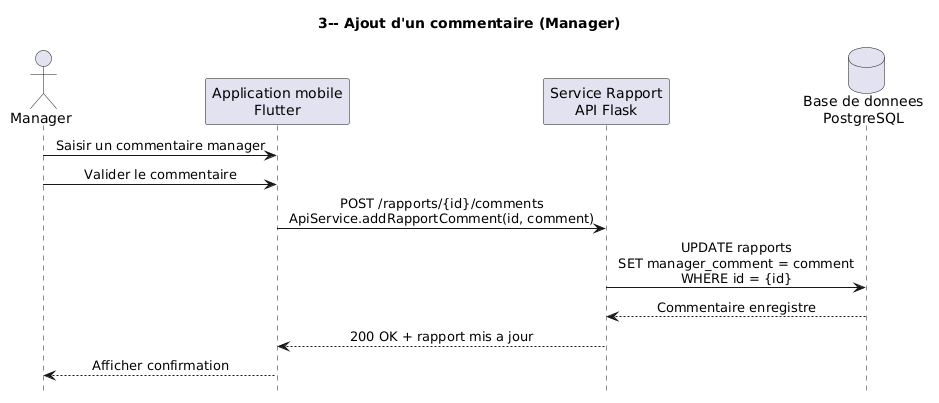 3-- Ajout d'un commentaire (Manager)
Manager
Application mobile
Flutter
Service Rapport
API Flask
Base de donnees
PostgreSQL
Saisir un commentaire manager
Valider le commentaire
POST /rapports/{id}/comments
ApiService.addRapportComment(id, comment)
UPDATE rapports
SET manager_comment = comment
WHERE id = {id}
Commentaire enregistre
200 OK + rapport mis a jour
Afficher confirmation